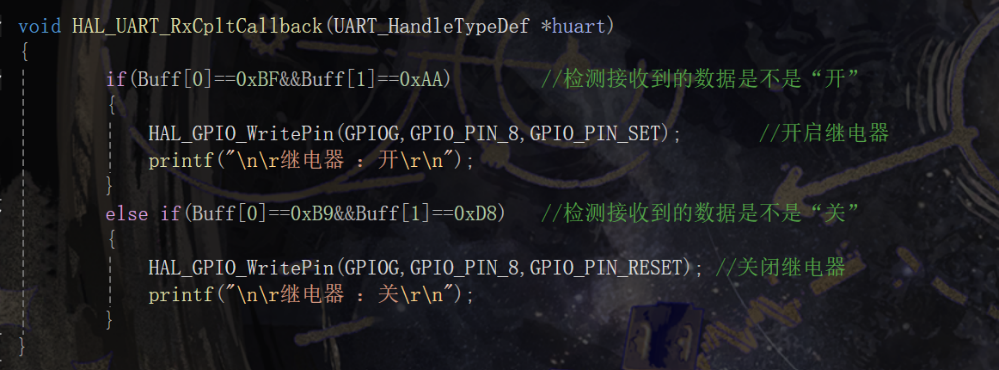 void HAL_UART_RxCpltCallback(UART_HandleTypeDef *huart)
{
if(Buff[0]==0xBF&&Buff[1]==0xAA) //检测接收到的数据是不是“开”
{
HAL_GPIO_WritePin(GPIOG,GPIO_PIN_8,GPIO_PIN_SET); //开启继电器
printf("\n\r继电器 : 开\r\n");
}
else if(Buff[0]==0xB9&&Buff[1]==0xD8) //检测接收到的数据是不是“关”
{
HAL_GPIO_WritePin(GPIOG,GPIO_PIN_8,GPIO_PIN_RESET); //关闭继电器
printf("\n\r继电器 : 关\r\n");
}
}